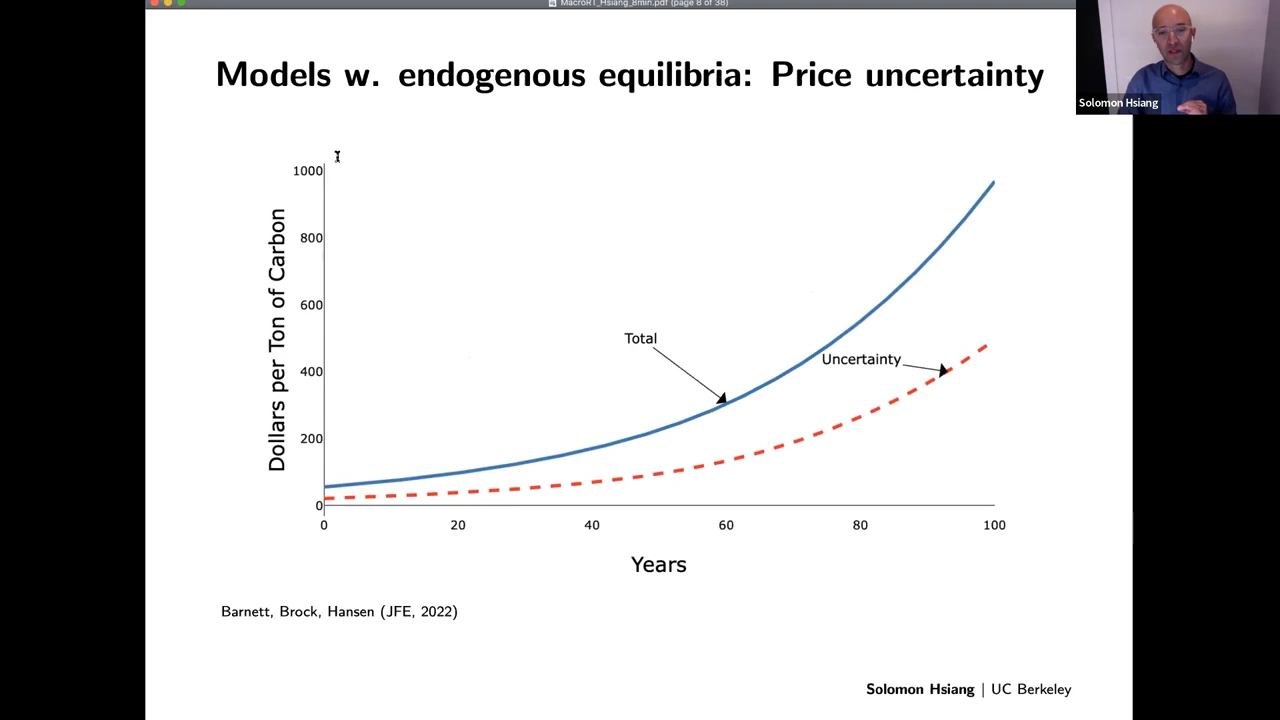 MacroRT_Hsiang_8min.pdf (page 8 of 38)
Models w. endogenous equilibria: Price uncertainty
Solomon Hsiang
Dollars per Ton of Carbon
1000
800
600
400
200
0
Total
Uncertainty
0 20 40 60 80 100
Years
Barnett, Brock, Hansen (JFE, 2022)
Solomon Hsiang | UC Berkeley